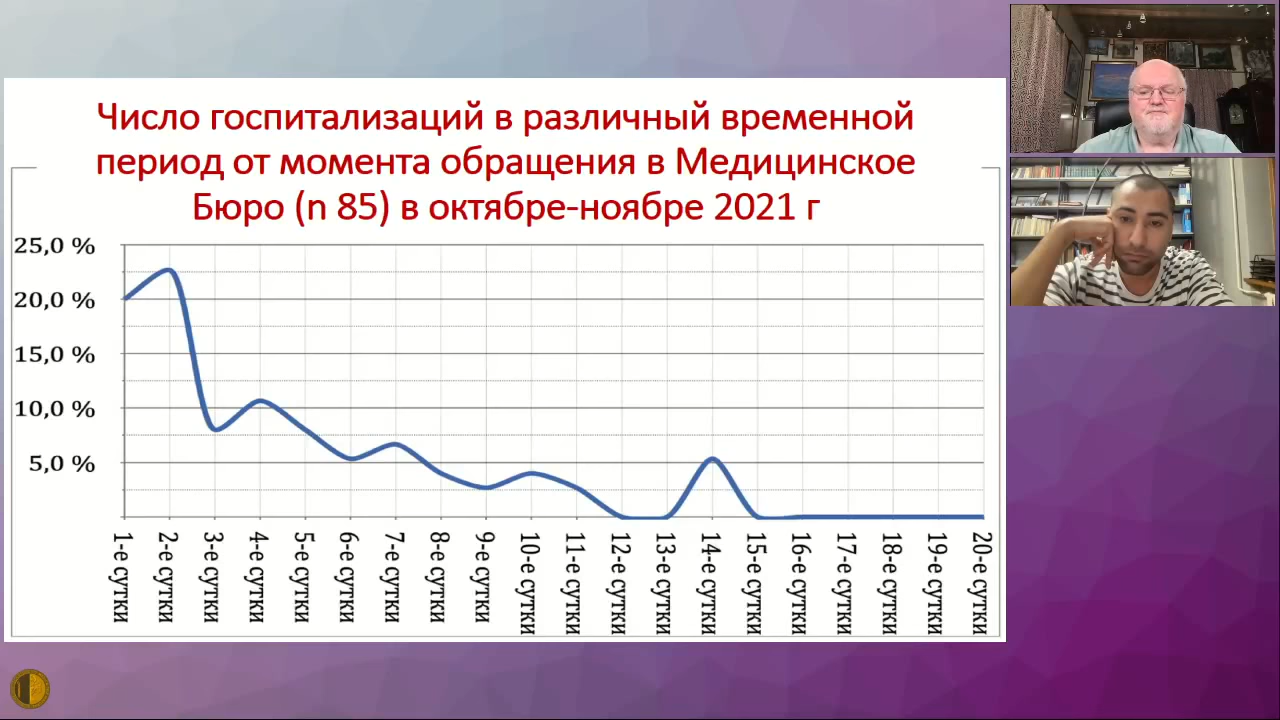 Число госпитализаций в различный временной
период от момента обращения в Медицинское
Бюро (n 85) в октябре-ноябре 2021 г
25,0 %
20,0 %
15,0 %
10,0 %
5,0 %
1-е сутки
2-е сутки
3-е сутки
4-е сутки
5-е сутки
6-е сутки
7-е сутки
8-е сутки
9-е сутки
10-е сутки
11-е сутки
12-е сутки
13-е сутки
14-е сутки
15-е сутки
16-е сутки
17-е сутки
18-е сутки
19-е сутки
20-е сутки